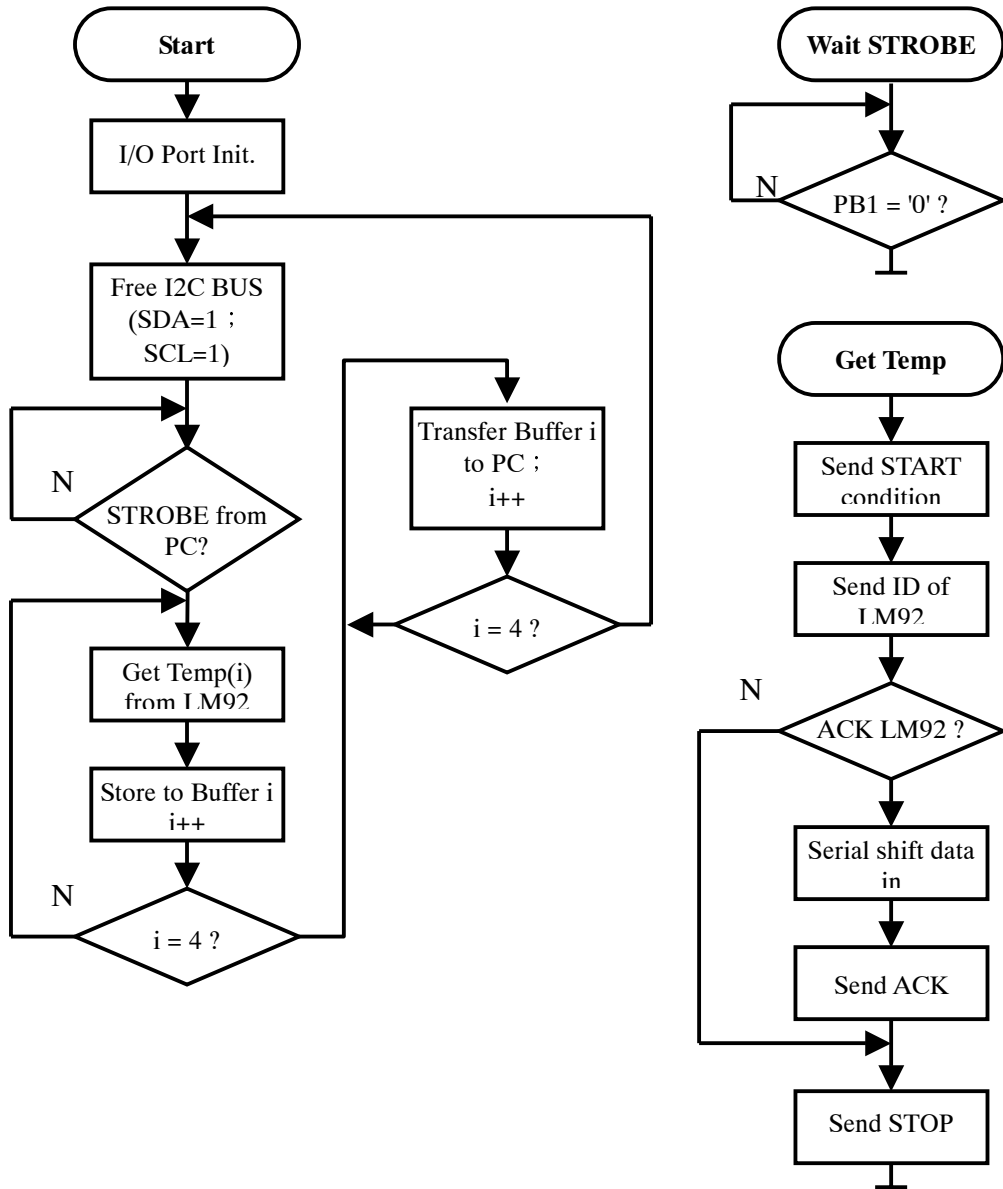 Start
I/O Port Init.
Free I2C BUS
(SDA=1；
SCL=1)
N
STROBE from
PC?
Get Temp(i)
from LM92
Store to Buffer i
i++
N
i = 4 ?
Transfer Buffer i
to PC；
i++
i = 4 ?
Wait STROBE
N
PB1 = '0' ?
Get Temp
Send START
condition
Send ID of
LM92
N
ACK LM92 ?
Serial shift data
in
Send ACK
Send STOP